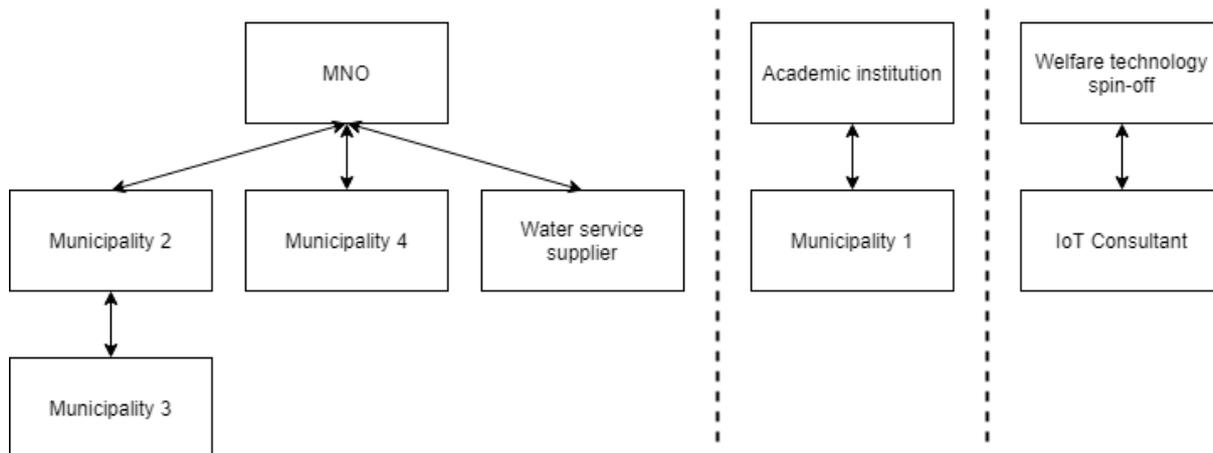 MNO
Academic institution
Welfare technology
spin-off
Municipality 2
Municipality 4
Water service
supplier
Municipality 1
IoT Consultant
Municipality 3